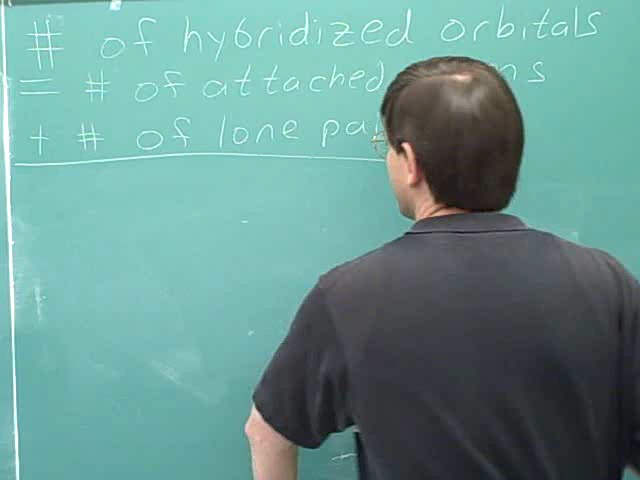 # of hybridized orbitals
= # of attached
+ # of lone